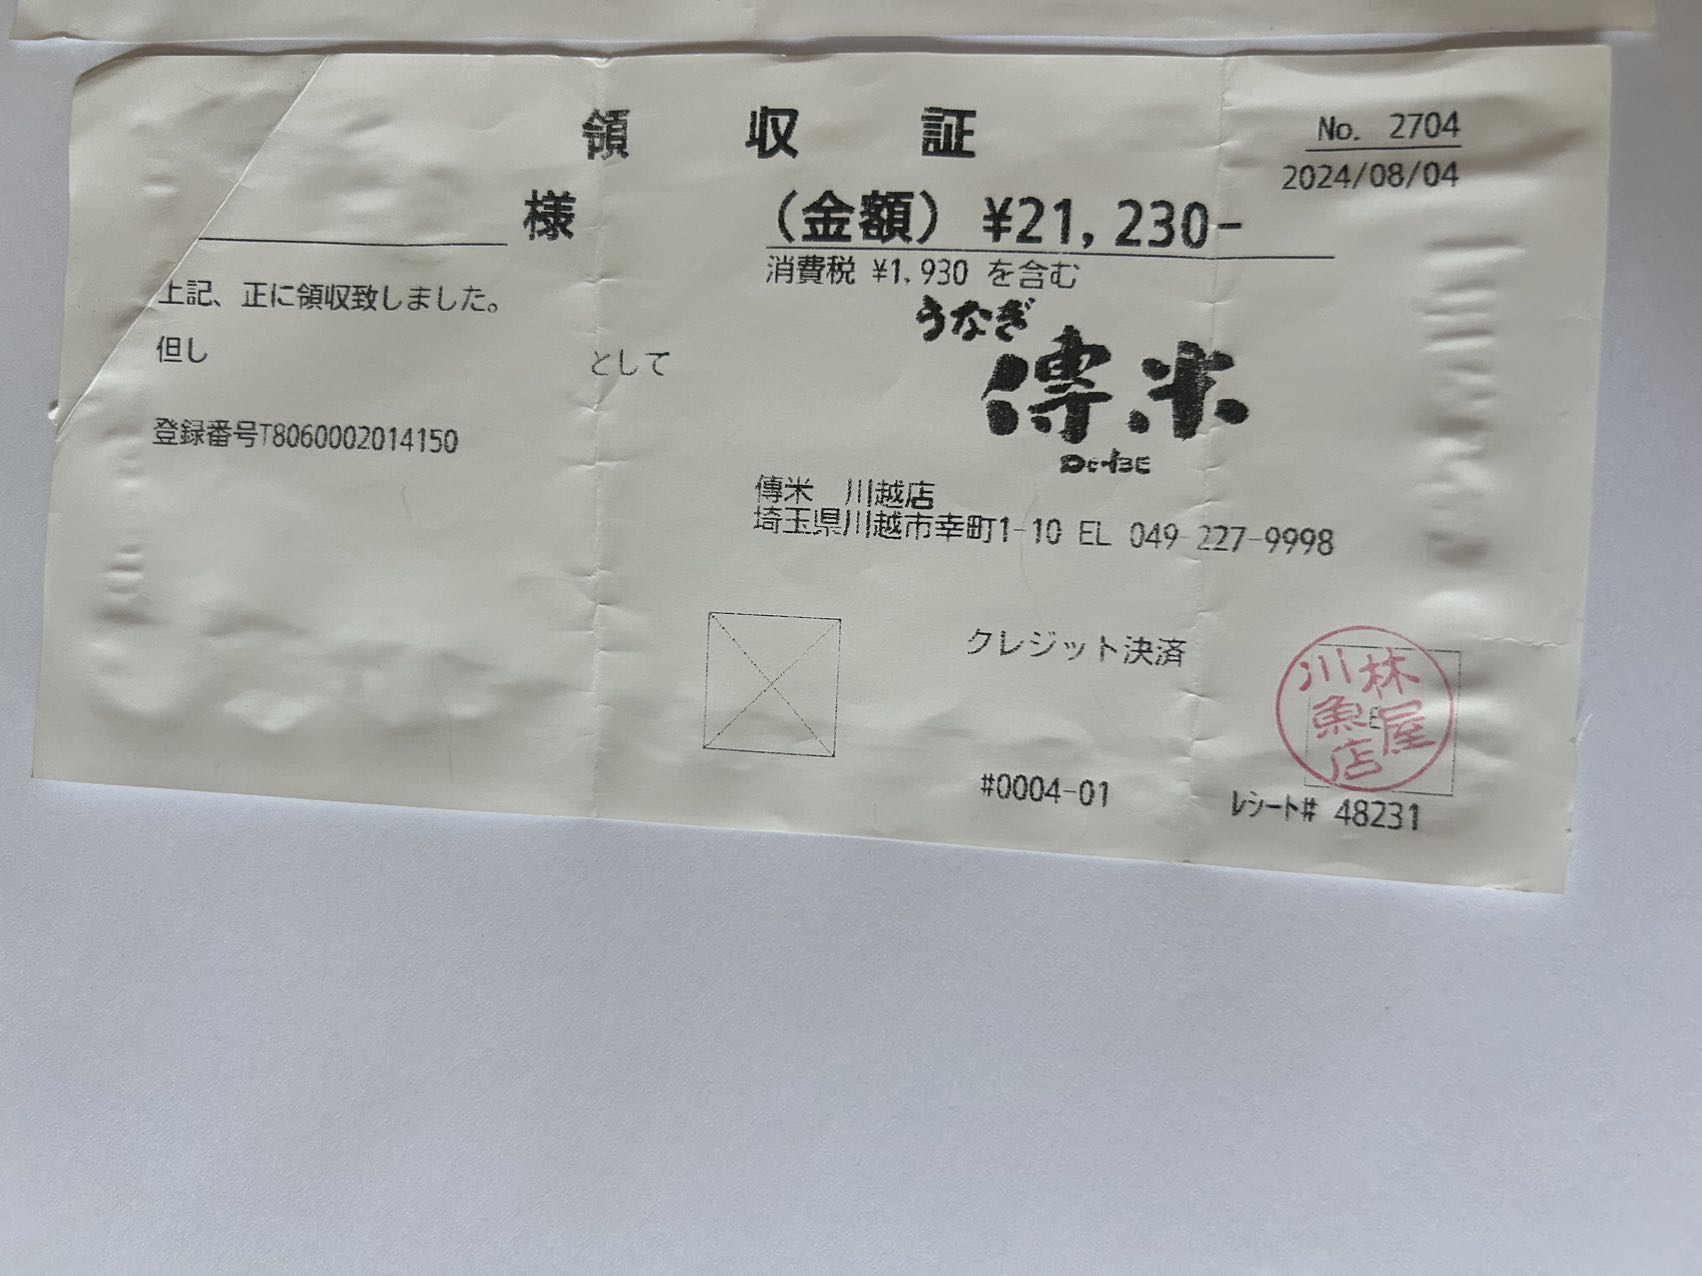 領収証
No. 2704
2024/08/04
様
(金額) ¥21,230-
消費税 ¥1,930 を含む
上記、正に領収致しました。
但し として
うなぎ
傳米
登録番号T8060002014150
傳米 川越店
埼玉県川越市幸町1-10 EL 049-227-9998
クレジット決済
林屋
川魚店
#0004-01
レシート# 48231